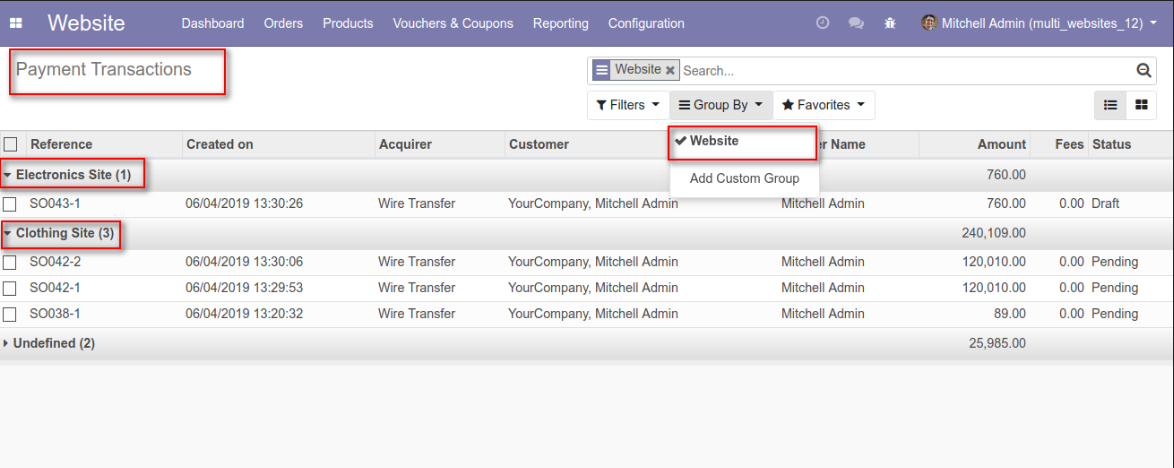 Website Dashboard Orders Products Vouchers & Coupons Reporting Configuration Mitchell Admin (multi_websites_12)
Payment Transactions
Website × Search...
Filters Group By Favorites
Website
Add Custom Group
Reference Created on Acquirer Customer er Name Amount Fees Status
Electronics Site (1) 760.00
SO043-1 06/04/2019 13:30:26 Wire Transfer YourCompany, Mitchell Admin Mitchell Admin 760.00 0.00 Draft
Clothing Site (3) 240,109.00
SO042-2 06/04/2019 13:30:06 Wire Transfer YourCompany, Mitchell Admin Mitchell Admin 120,010.00 0.00 Pending
SO042-1 06/04/2019 13:29:53 Wire Transfer YourCompany, Mitchell Admin Mitchell Admin 120,010.00 0.00 Pending
SO038-1 06/04/2019 13:20:32 Wire Transfer YourCompany, Mitchell Admin Mitchell Admin 89.00 0.00 Pending
Undefined (2) 25,985.00